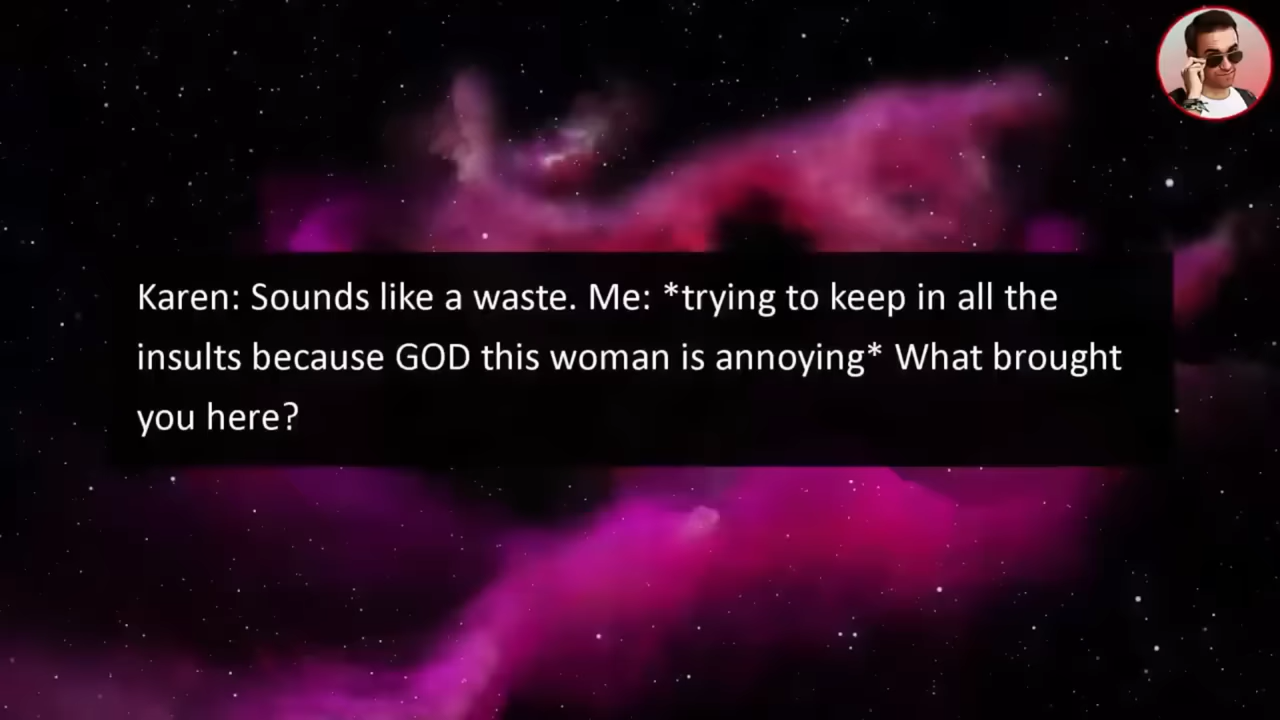 Karen: Sounds like a waste. Me: *trying to keep in all the
insults because GOD this woman is annoying* What brought
you here?